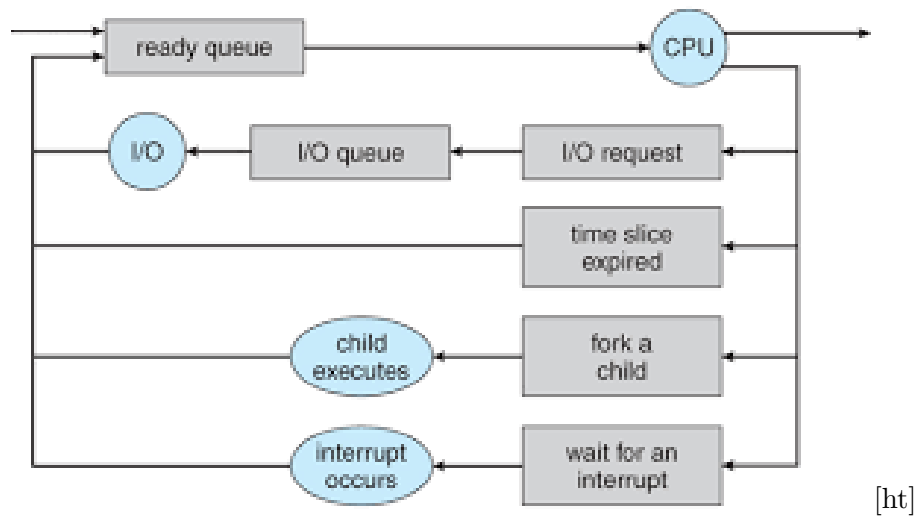 ready queue
CPU
I/O
I/O queue
I/O request
time slice
expired
child
executes
fork a
child
interrupt
occurs
wait for an
interrupt
[ht]